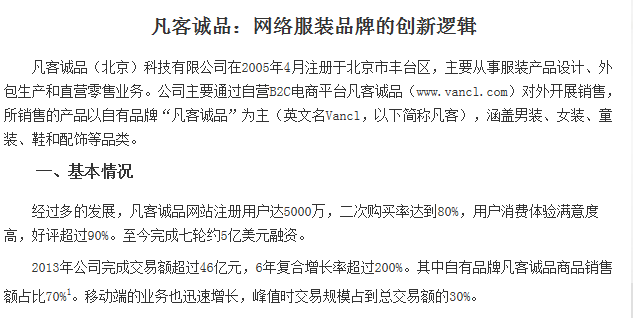 凡客诚品：网络服装品牌的创新逻辑
凡客诚品（北京）科技有限公司在2005年4月注册于北京市丰台区，主要从事服装产品设计、外
包生产和直营零售业务。公司主要通过自营B2C电商平台凡客诚品（www.vancl.com）对外开展销售，
所销售的产品以自有品牌“凡客诚品”为主（英文名Vancl，以下简称凡客），涵盖男装、女装、童
装、鞋和配饰等品类。
一、基本情况
经过多的发展，凡客诚品网站注册用户达5000万，二次购买率达到80%，用户消费体验满意度
高，好评超过90%。至今完成七轮约5亿美元融资。
2013年公司完成交易额超过46亿元，6年复合增长率超过200%。其中自有品牌凡客诚品商品销售
额占比70%¹。移动端的业务也迅速增长，峰值时交易规模占到总交易额的30%。